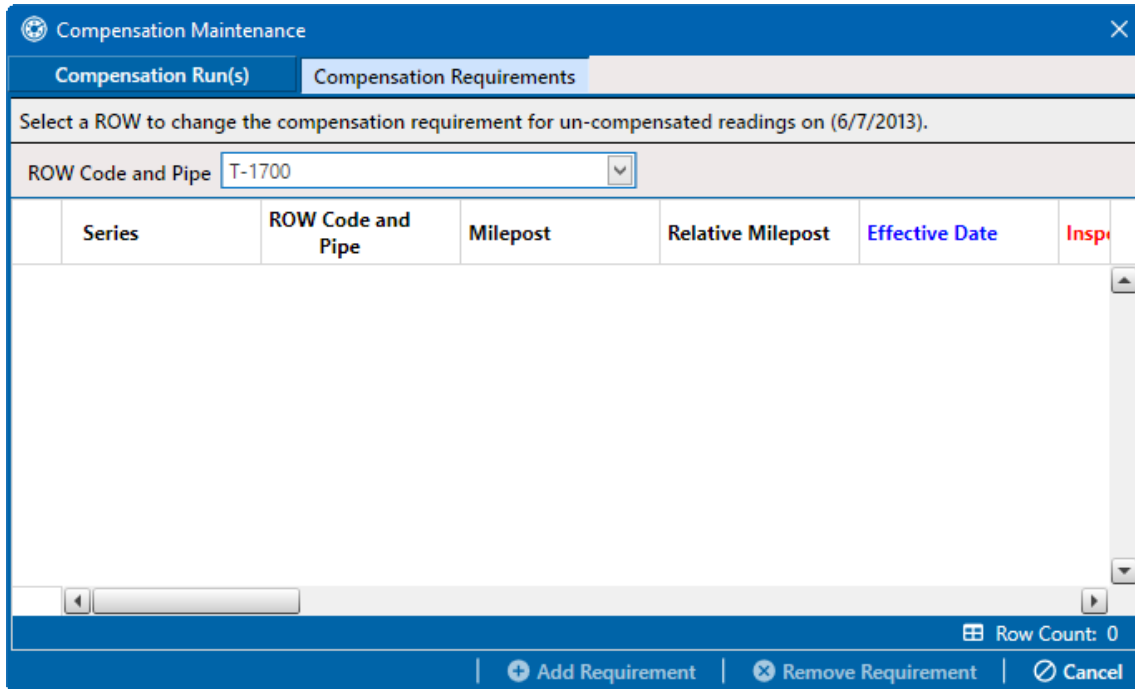 Compensation Maintenance
Compensation Run(s) Compensation Requirements
Select a ROW to change the compensation requirement for un-compensated readings on (6/7/2013).
ROW Code and Pipe T-1700
Series ROW Code and Pipe Milepost Relative Milepost Effective Date
Row Count: 0
Add Requirement Remove Requirement Cancel